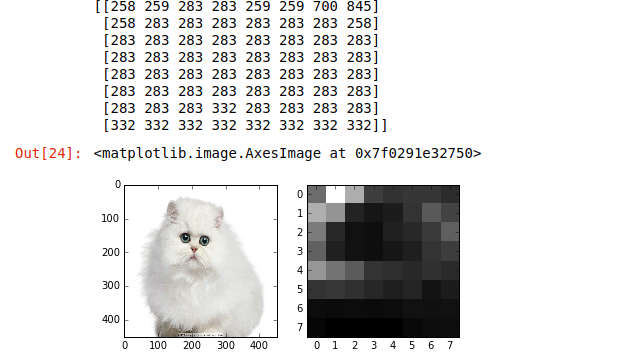 [[258 259 283 283 259 259 700 845]
[258 283 283 283 283 283 283 258]
[283 283 283 283 283 283 283 283]
[283 283 283 283 283 283 283 283]
[283 283 283 283 283 283 283 283]
[283 283 283 283 283 283 283 283]
[283 283 283 332 283 283 283 283]
[332 332 332 332 332 332 332 332]]
Out[24]: <matplotlib.image.AxesImage at 0x7f0291e32750>
0
100
200
300
400
0 100 200 300 400
0
1
2
3
4
5
6
7
0 1 2 3 4 5 6 7